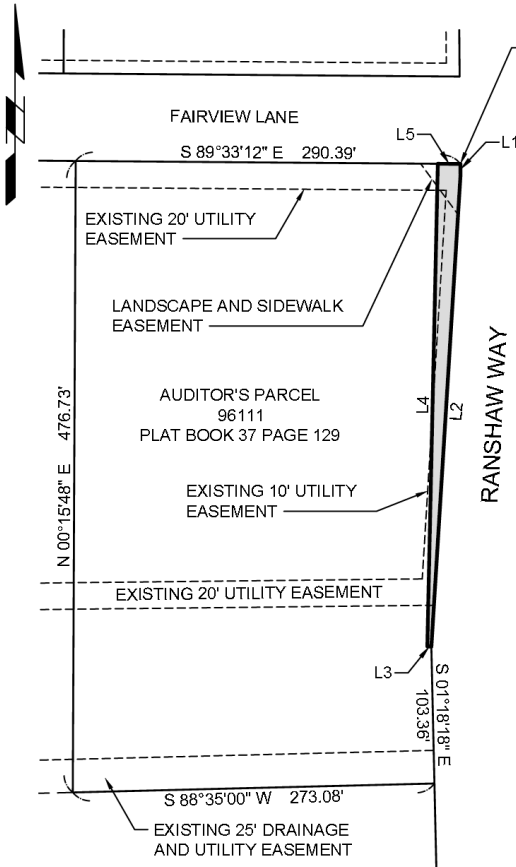 FAIRVIEW LANE
L5
L1
S 89°33'12" E 290.39'
EXISTING 20' UTILITY
EASEMENT
LANDSCAPE AND SIDEWALK
EASEMENT
AUDITOR'S PARCEL
96111
PLAT BOOK 37 PAGE 129
N 00°15'48" E 476.73'
L4
L2
RANSHAW WAY
EXISTING 10' UTILITY
EASEMENT
EXISTING 20' UTILITY EASEMENT
L3
S 01°18'18" E
103.36'
S 88°35'00" W 273.08'
EXISTING 25' DRAINAGE
AND UTILITY EASEMENT